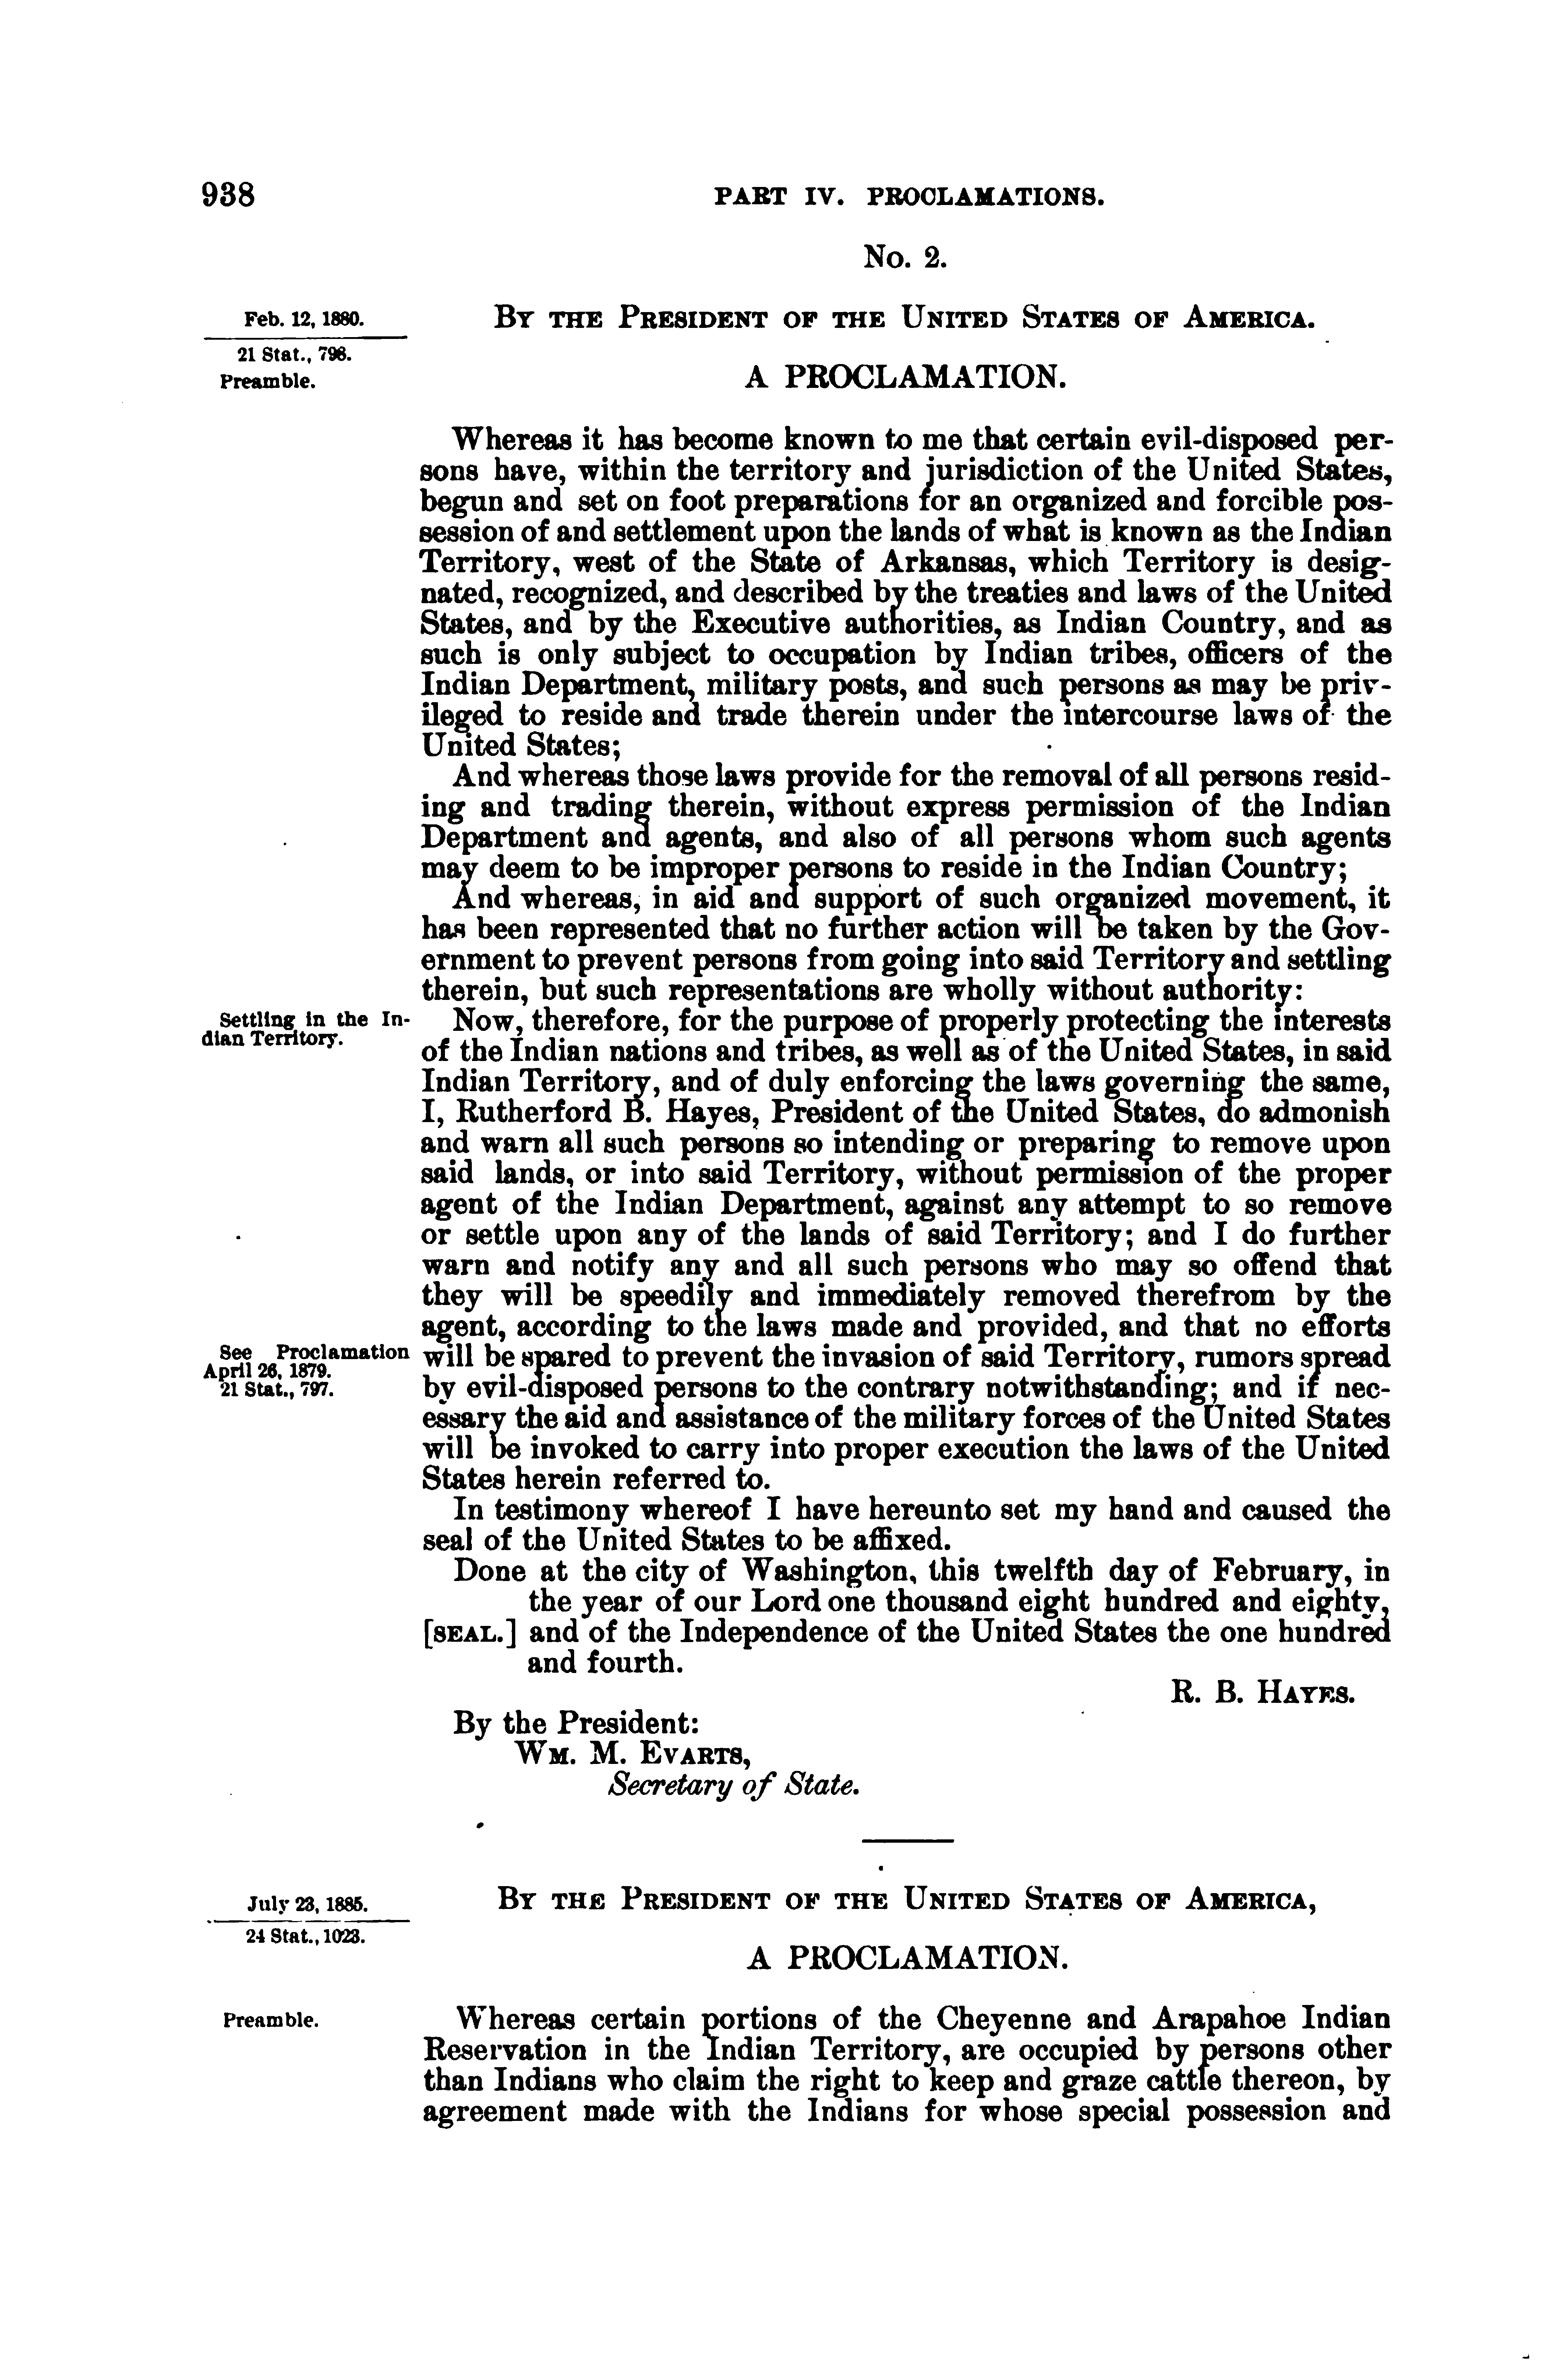 938
PART IV. PROCLAMATIONS.
No. 2.
Feb. 12, 1880.
21 Stat., 798.
Preamble.
BY THE PRESIDENT OF THE UNITED STATES OF AMERICA.
A PROCLAMATION.
Whereas it has become known to me that certain evil-disposed per-
sons have, within the territory and jurisdiction of the United States,
begun and set on foot preparations for an organized and forcible pos-
session of and settlement upon the lands of what is known as the Indian
Territory, west of the State of Arkansas, which Territory is desig-
nated, recognized, and described by the treaties and laws of the United
States, and by the Executive authorities, as Indian Country, and as
such is only subject to occupation by Indian tribes, officers of the
Indian Department, military posts, and such persons as may be priv-
ileged to reside and trade therein under the intercourse laws of the
United States;
And whereas those laws provide for the removal of all persons resid-
ing and trading therein, without express permission of the Indian
Department and agents, and also of all persons whom such agents
may deem to be improper persons to reside in the Indian Country;
And whereas, in aid and support of such organized movement, it
has been represented that no further action will be taken by the Gov-
ernment to prevent persons from going into said Territory and settling
therein, but such representations are wholly without authority:
Settling in the In-
dian Territory.
Now, therefore, for the purpose of properly protecting the interests
of the Indian nations and tribes, as well as of the United States, in said
Indian Territory, and of duly enforcing the laws governing the same,
I, Rutherford B. Hayes, President of the United States, do admonish
and warn all such persons so intending or preparing to remove upon
said lands, or into said Territory, without permission of the proper
agent of the Indian Department, against any attempt to so remove
or settle upon any of the lands of said Territory; and I do further
warn and notify any and all such persons who may so offend that
they will be speedily and immediately removed therefrom by the
agent, according to the laws made and provided, and that no efforts
See Proclamation
April 26, 1879.
21 Stat., 797.
will be spared to prevent the invasion of said Territory, rumors spread
by evil-disposed persons to the contrary notwithstanding; and if nec-
essary the aid and assistance of the military forces of the United States
will be invoked to carry into proper execution the laws of the United
States herein referred to.
In testimony whereof I have hereunto set my hand and caused the
seal of the United States to be affixed.
Done at the city of Washington, this twelfth day of February, in
the year of our Lord one thousand eight hundred and eighty,
[SEAL.] and of the Independence of the United States the one hundred
and fourth.
R. B. HAYES.
By the President:
WM. M. EVARTS,
Secretary of State.
July 23, 1885.
24 Stat., 1023.
BY THE PRESIDENT OF THE UNITED STATES OF AMERICA,
A PROCLAMATION.
Preamble.
Whereas certain portions of the Cheyenne and Arapahoe Indian
Reservation in the Indian Territory, are occupied by persons other
than Indians who claim the right to keep and graze cattle thereon, by
agreement made with the Indians for whose special possession and